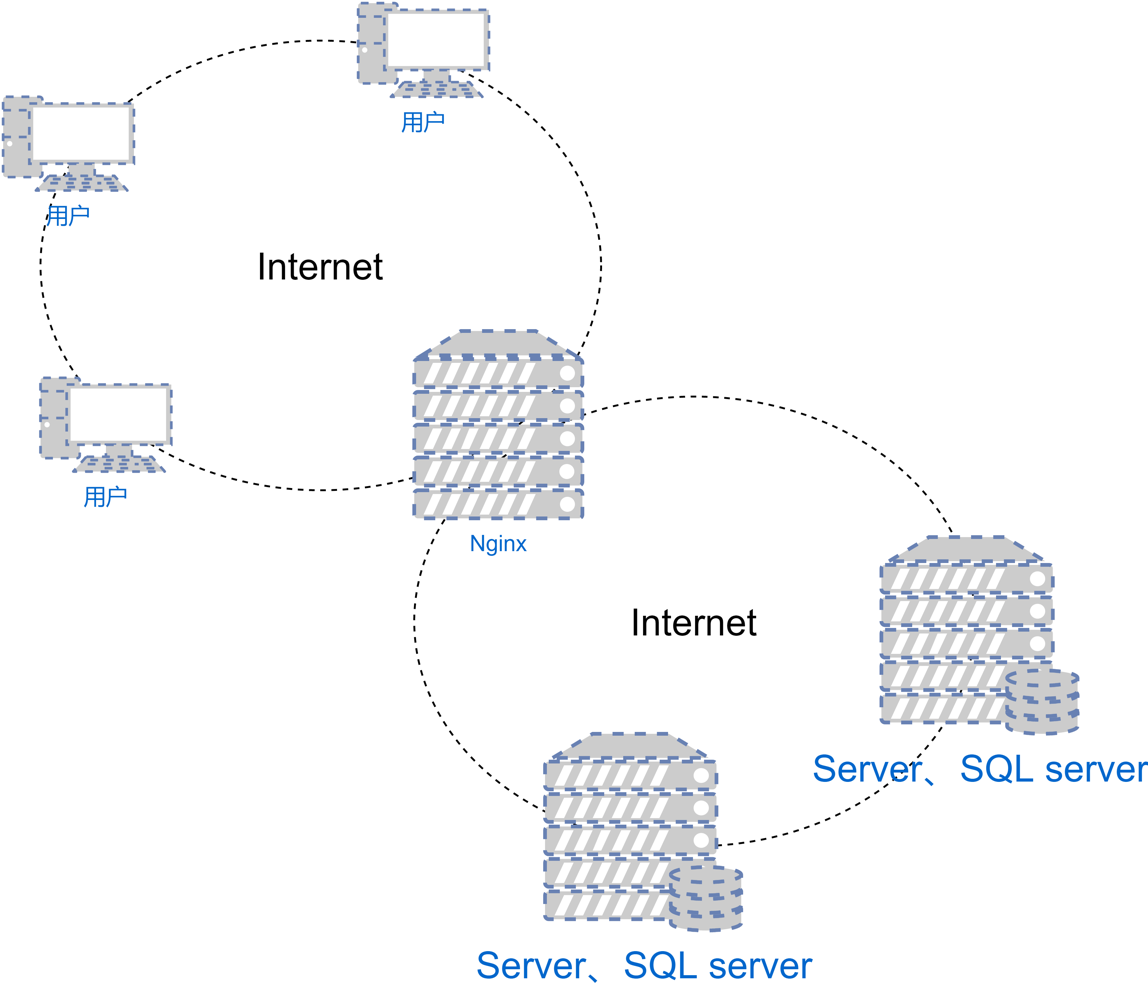 用户
用户
Internet
用户
Nginx
Internet
Server、SQL server
Server、SQL server